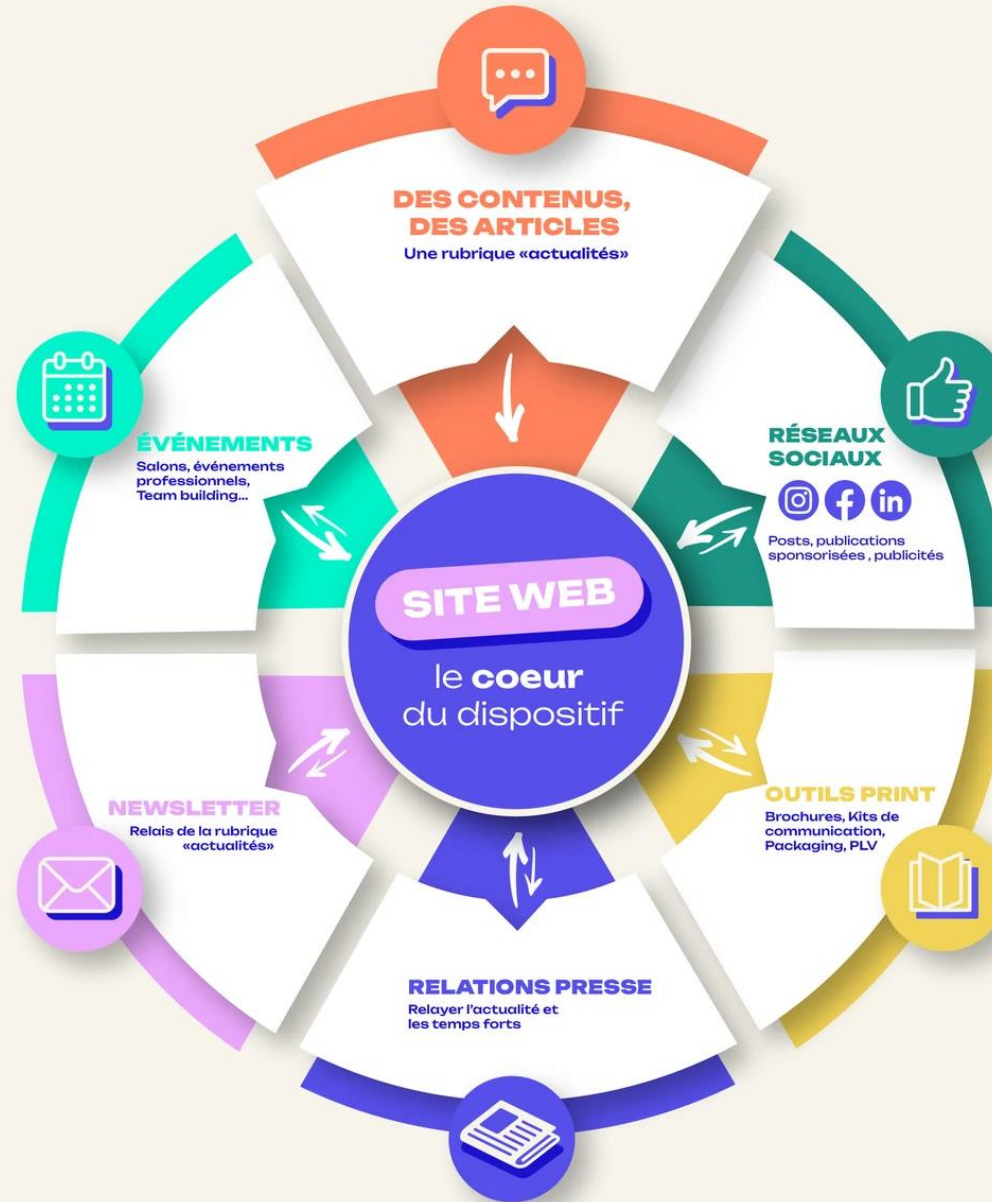 DES CONTENUS,
DES ARTICLES
Une rubrique «actualités»
ÉVÉNEMENTS
Salons, événements
professionnels,
Team building...
RÉSEAUX
SOCIAUX
in
Posts, publications
sponsorisées , publicités
SITE WEB
le coeur
du dispositif
NEWSLETTER
Relais de la rubrique
«actualités»
OUTILS PRINT
Brochures, Kits de
communication,
Packaging, PLV
RELATIONS PRESSE
Relayer l'actualité et
les temps forts